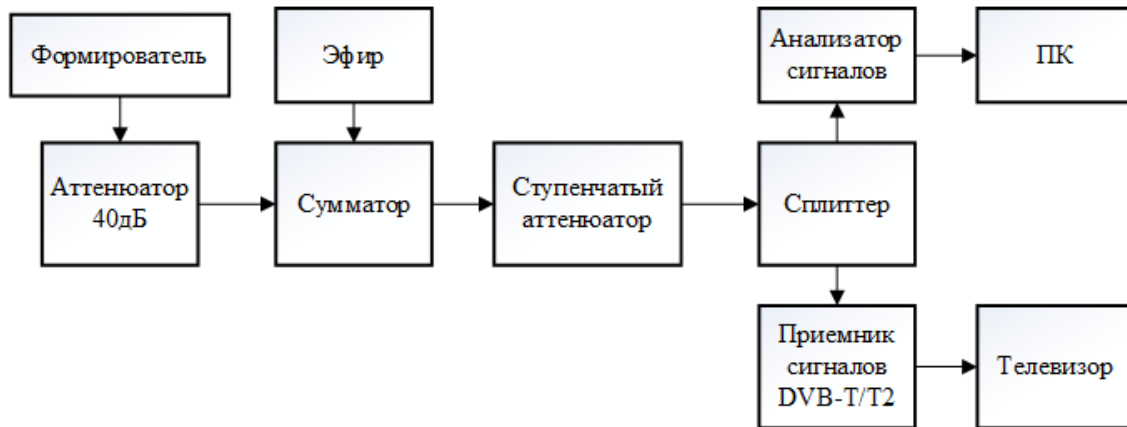 Формирователь
Эфир
Анализатор
сигналов
ПК
Аттенюатор
40дБ
Сумматор
Ступенчатый
аттенюатор
Сплиттер
Приемник
сигналов
DVB-T/T2
Телевизор